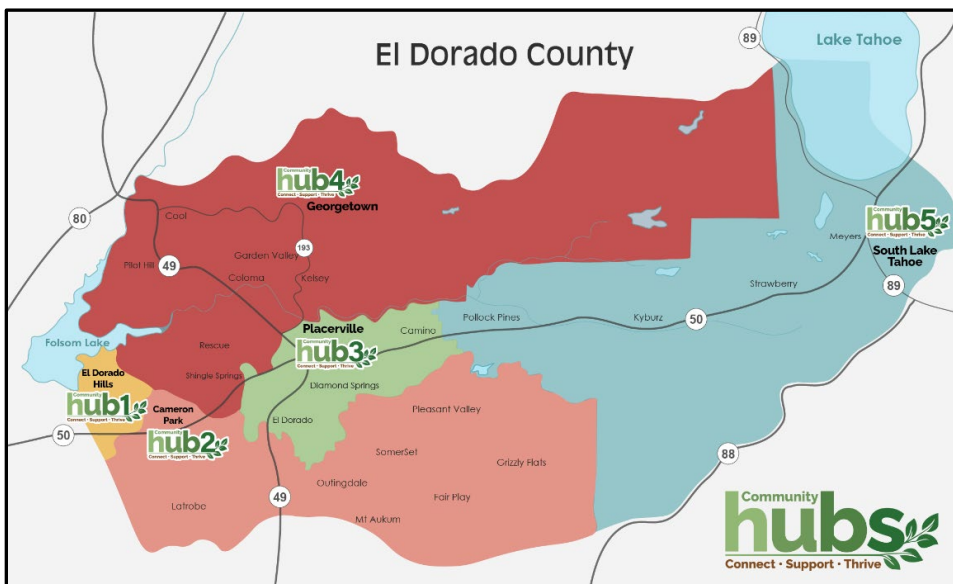 El Dorado County
Lake Tahoe
89
80
Community
hub4
Connect • Support • Thrive
Georgetown
Cool
193
Garden Valley
Pilot Hill
49
Coloma
Kelsey
Community
hub5
Connect • Support • Thrive
Meyers
South Lake
Tahoe
89
Strawberry
Folsom Lake
Placerville
Community
hub3
Connect • Support • Thrive
Camino
Pollock Pines
Kyburz
50
Rescue
Shingle Springs
El Dorado
Hills
Community
hub1
Connect • Support • Thrive
Cameron
Park
Community
hub2
Connect • Support • Thrive
50
Diamond Springs
El Dorado
Pleasant Valley
SomerSet
Grizzly Flats
Outingdale
Fair Play
Mt Aukum
Latrobe
49
88
Community
hubs
Connect • Support • Thrive